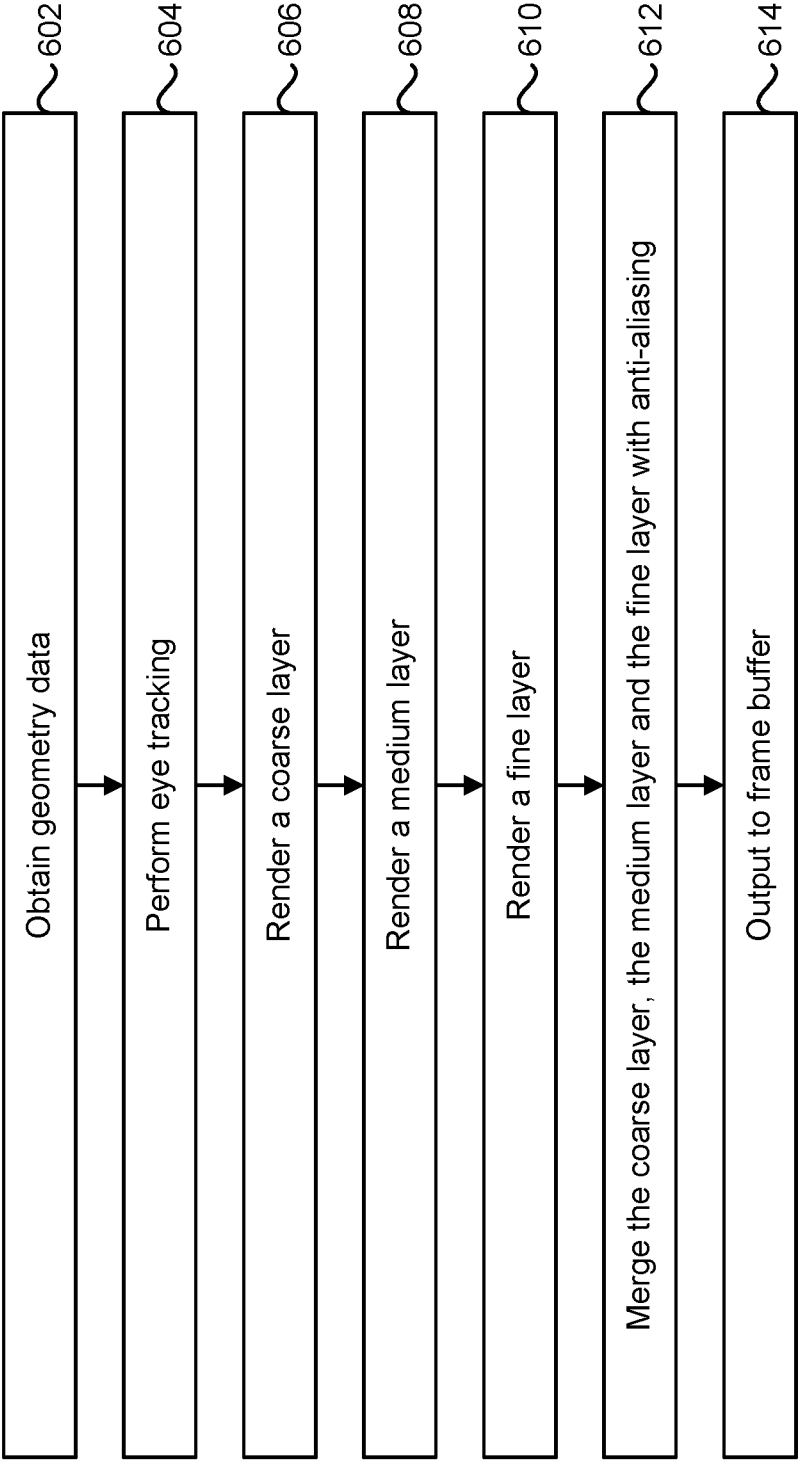 Obtain geometry data
602
Perform eye tracking
604
Render a coarse layer
606
Render a medium layer
608
Render a fine layer
610
Merge the coarse layer, the medium layer and the fine layer with anti-aliasing
612
Output to frame buffer
614